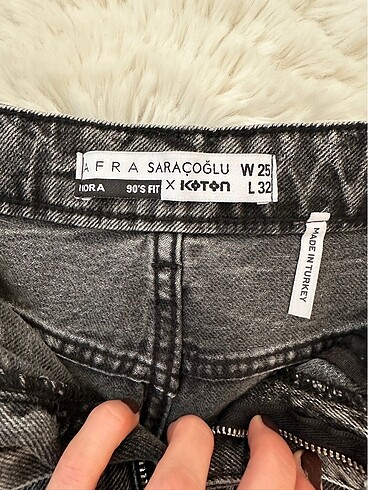 AFRA SARAÇOĞLU W 25
NORA 90'S FIT X KOTON L 32
MADE IN TURKEY